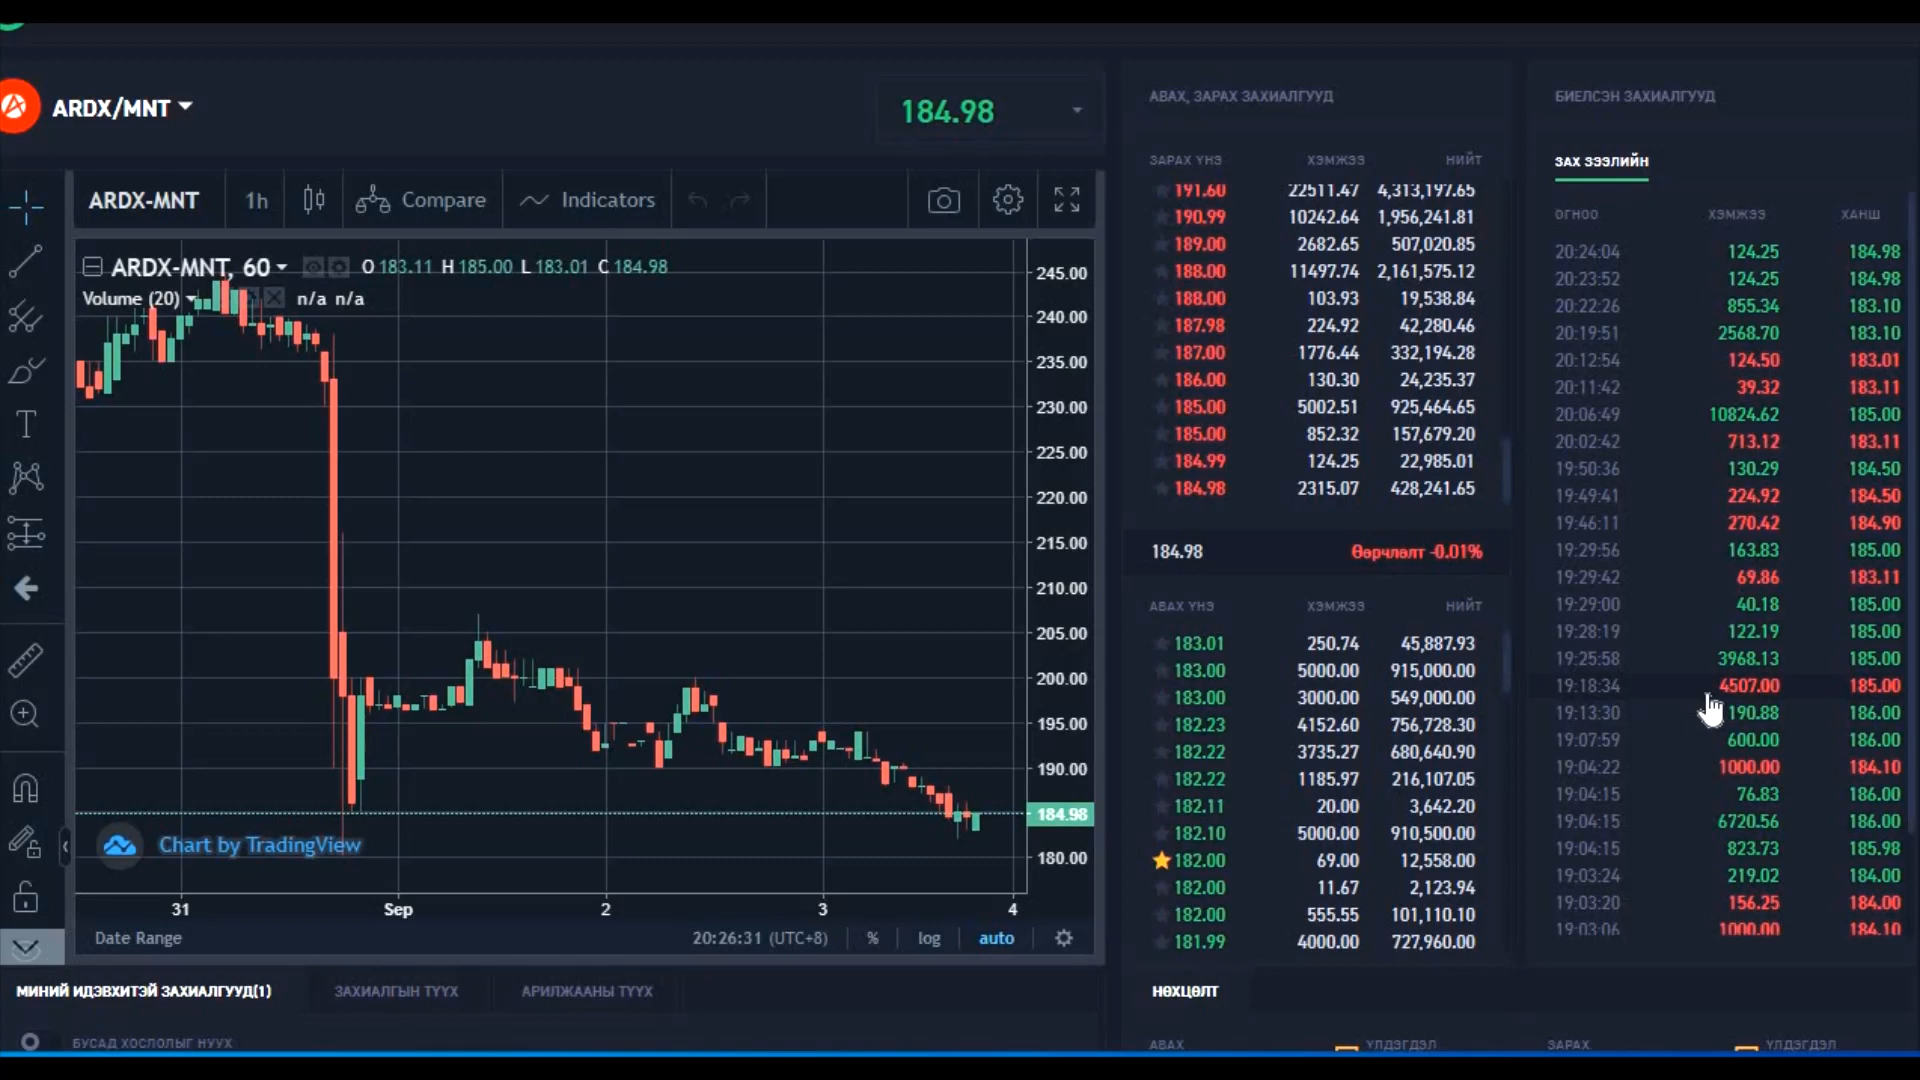 ARDX/MNT
184.98
ARDX-MNT 1h Compare Indicators
ARDX-MNT, 60 O 183.11 H 185.00 L 183.01 C 184.98
Volume (20) n/a n/a
245.00
240.00
235.00
230.00
225.00
220.00
215.00
210.00
205.00
200.00
195.00
190.00
184.98
180.00
Chart by TradingView
31 Sep 2 3 4
Date Range 20:26:31 (UTC+8) % log auto
МИНИЙ ИДЭВХИТЭЙ ЗАХИАЛГУУД(1) ЗАХИАЛГЫН ТҮҮХ АРИЛЖААНЫ ТҮҮХ
БУСАД ХОСЛОЛЫГ НУУХ
АВАХ, ЗАРАХ ЗАХИАЛГУУД
ЗАРАХ ҮНЭ ХЭМЖЭЭ НИЙТ
191.60 22511.47 4,313,197.65
190.99 10242.64 1,956,241.81
189.00 2682.65 507,020.85
188.00 11497.74 2,161,575.12
188.00 103.93 19,538.84
187.98 224.92 42,280.46
187.00 1776.44 332,194.28
186.00 130.30 24,235.37
185.00 5002.51 925,464.65
185.00 852.32 157,679.20
184.99 124.25 22,985.01
184.98 2315.07 428,241.65
184.98 Өөрчлөлт -0.01%
АВАХ ҮНЭ ХЭМЖЭЭ НИЙТ
183.01 250.74 45,887.93
183.00 5000.00 915,000.00
183.00 3000.00 549,000.00
182.23 4152.60 756,728.30
182.22 3735.27 680,640.90
182.22 1185.97 216,107.05
182.11 20.00 3,642.20
182.10 5000.00 910,500.00
182.00 69.00 12,558.00
182.00 11.67 2,123.94
182.00 555.55 101,110.10
181.99 4000.00 727,960.00
НӨХЦӨЛТ
АВАХ ҮЛДЭГДЭЛ ЗАРАХ ҮЛДЭГДЭЛ
БИЕЛСЭН ЗАХИАЛГУУД
ЗАХ ЗЭЭЛИЙН
ОГНОО ХЭМЖЭЭ ХАНШ
20:24:04 124.25 184.98
20:23:52 124.25 184.98
20:22:26 855.34 183.10
20:19:51 2568.70 183.10
20:12:54 124.50 183.01
20:11:42 39.32 183.11
20:06:49 10824.62 185.00
20:02:42 713.12 183.11
19:50:36 130.29 184.50
19:49:41 224.92 184.50
19:46:11 270.42 184.90
19:29:56 163.83 185.00
19:29:42 69.86 183.11
19:29:00 40.18 185.00
19:28:19 122.19 185.00
19:25:58 3968.13 185.00
19:18:34 4507.00 185.00
19:13:30 190.88 186.00
19:07:59 600.00 186.00
19:04:22 1000.00 184.10
19:04:15 76.83 186.00
19:04:15 6720.56 186.00
19:04:15 823.73 185.98
19:03:24 219.02 184.00
19:03:20 156.25 184.00
19:03:06 1000.00 184.10